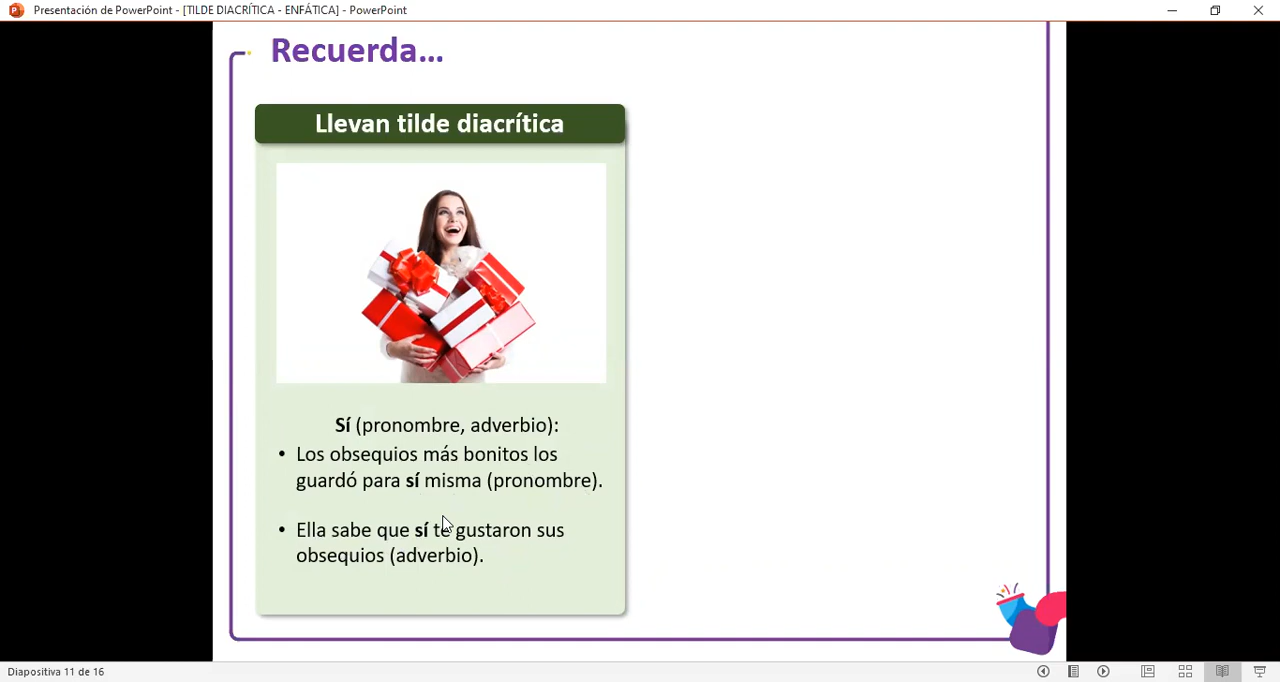 Presentación de PowerPoint - [TILDE DIACRÍTICA - ENFÁTICA] - PowerPoint
Recuerda...
Llevan tilde diacrítica
Sí (pronombre, adverbio):
• Los obsequios más bonitos los
guardó para sí misma (pronombre).
• Ella sabe que sí te gustaron sus
obsequios (adverbio).
Diapositiva 11 de 16